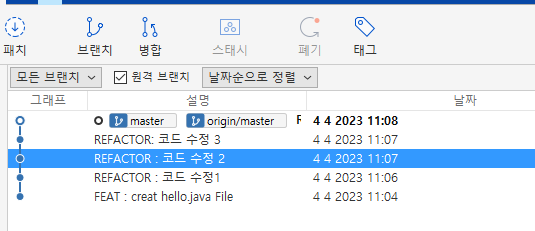 패치 브랜치 병합 스태시 폐기 태그
모든 브랜치 원격 브랜치 날짜순으로 정렬
그래프 설명 날짜
master origin/master 4 4 2023 11:08
REFACTOR: 코드 수정 3 4 4 2023 11:07
REFACTOR : 코드 수정 2 4 4 2023 11:07
REFACTOR : 코드 수정1 4 4 2023 11:06
FEAT : creat hello.java File 4 4 2023 11:04